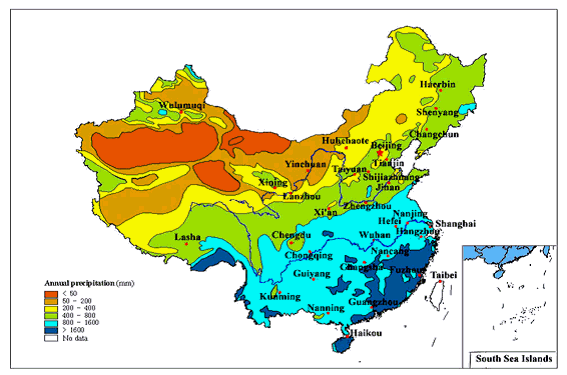 Haerbin
Wulumuqi
Shenyang
Changchun
Huhehaote
Beijing
Yinchuan
Tianjin
Taiyuan
Shijiazhuang
Xining
Jinan
Lanzhou
Zhengzhou
Xi'an
Nanjing
Hefei
Shanghai
Hangzhou
Lasha
Chengdu
Wuhan
Chongqing
Nancang
Changsha
Fuzhou
Taibei
Guiyang
Kunming
Guangzhou
Nanning
Haikou
Annual precipitation (mm)
< 50
50 - 200
200 - 400
400 - 800
800 - 1600
> 1600
No data
South Sea Islands